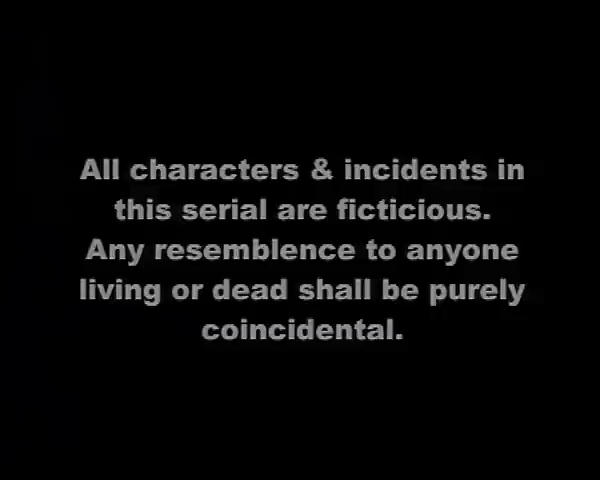 All characters & incidents in
this serial are ficticious.
Any resemblence to anyone
living or dead shall be purely
coincidental.